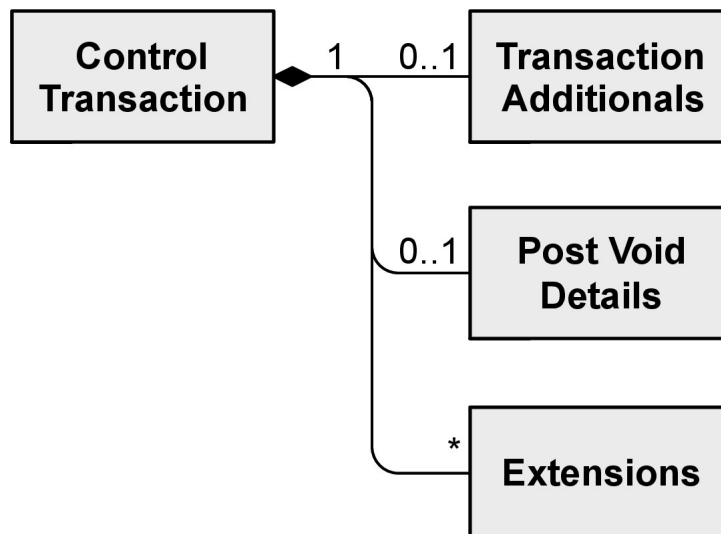 Control
Transaction
1
0..1
Transaction
Additionals
0..1
Post Void
Details
*
Extensions